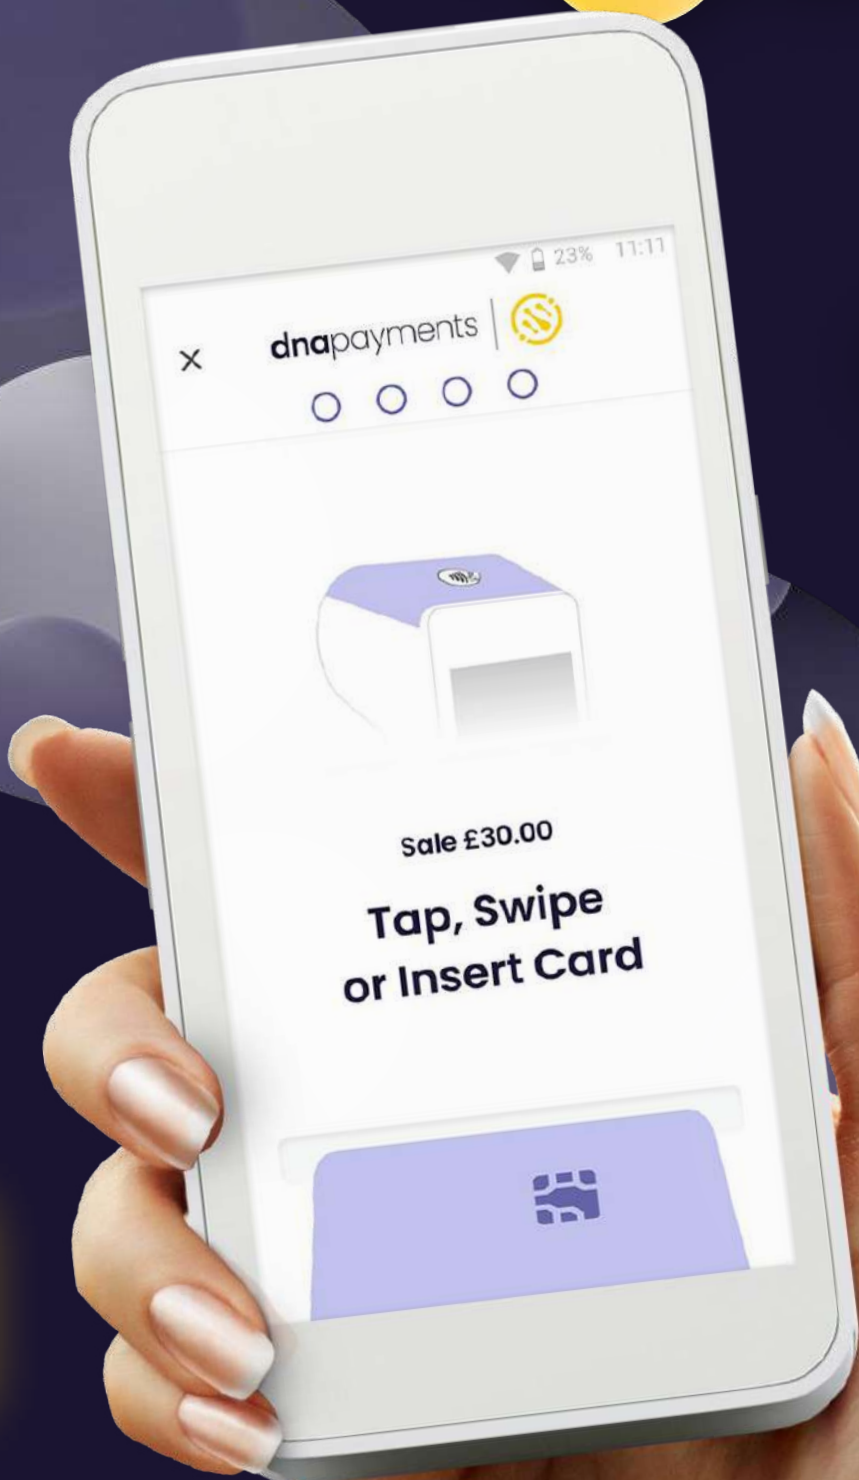 23% 11:11
dnapayments
Sale £30.00
Tap, Swipe
or Insert Card